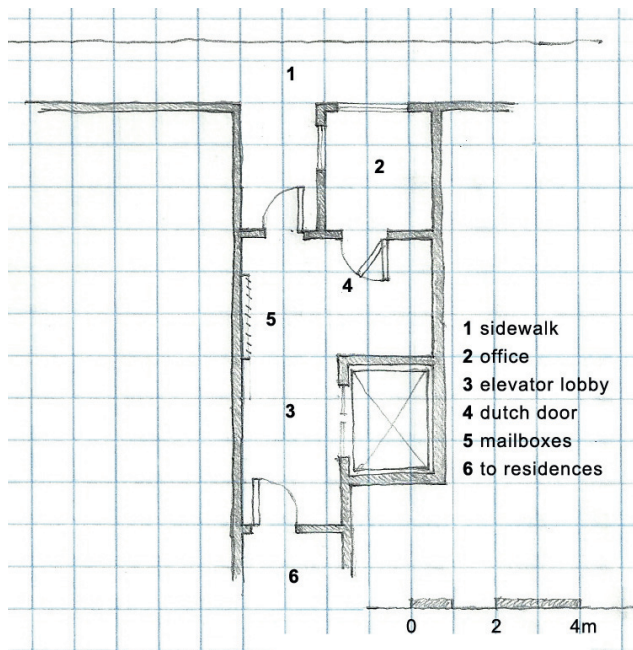 1
2
4
5
3
6
1 sidewalk
2 office
3 elevator lobby
4 dutch door
5 mailboxes
6 to residences
0 2 4m